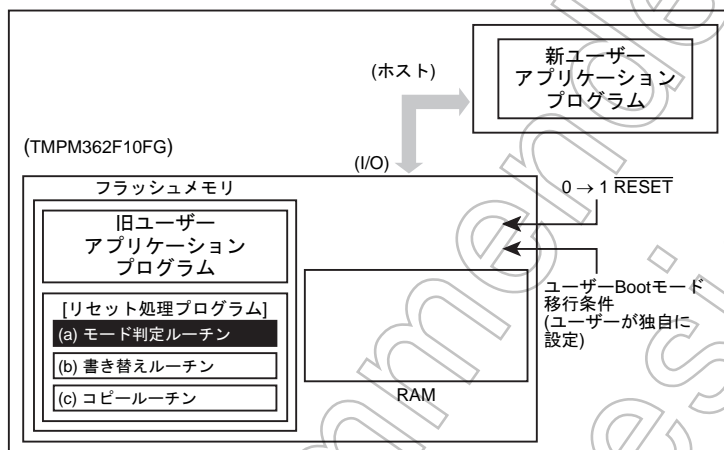 新ユーザー
アプリケーション
プログラム
(ホスト)
(TMPM362F10FG)
(I/O)
フラッシュメモリ
0 → 1 RESET
旧ユーザー
アプリケーション
プログラム
ユーザーBootモード
移行条件
(ユーザーが独自に
設定)
[リセット処理プログラム]
(a) モード判定ルーチン
(b) 書き替えルーチン
(c) コピールーチン
RAM